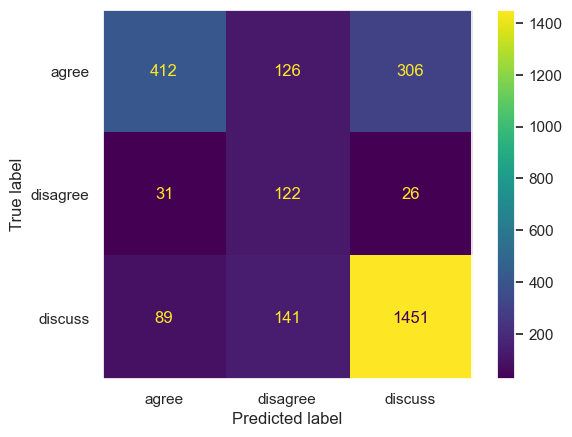 agree 412 126 306
disagree 31 122 26
discuss 89 141 1451
agree disagree discuss
Predicted label
True label
1400
1200
1000
800
600
400
200